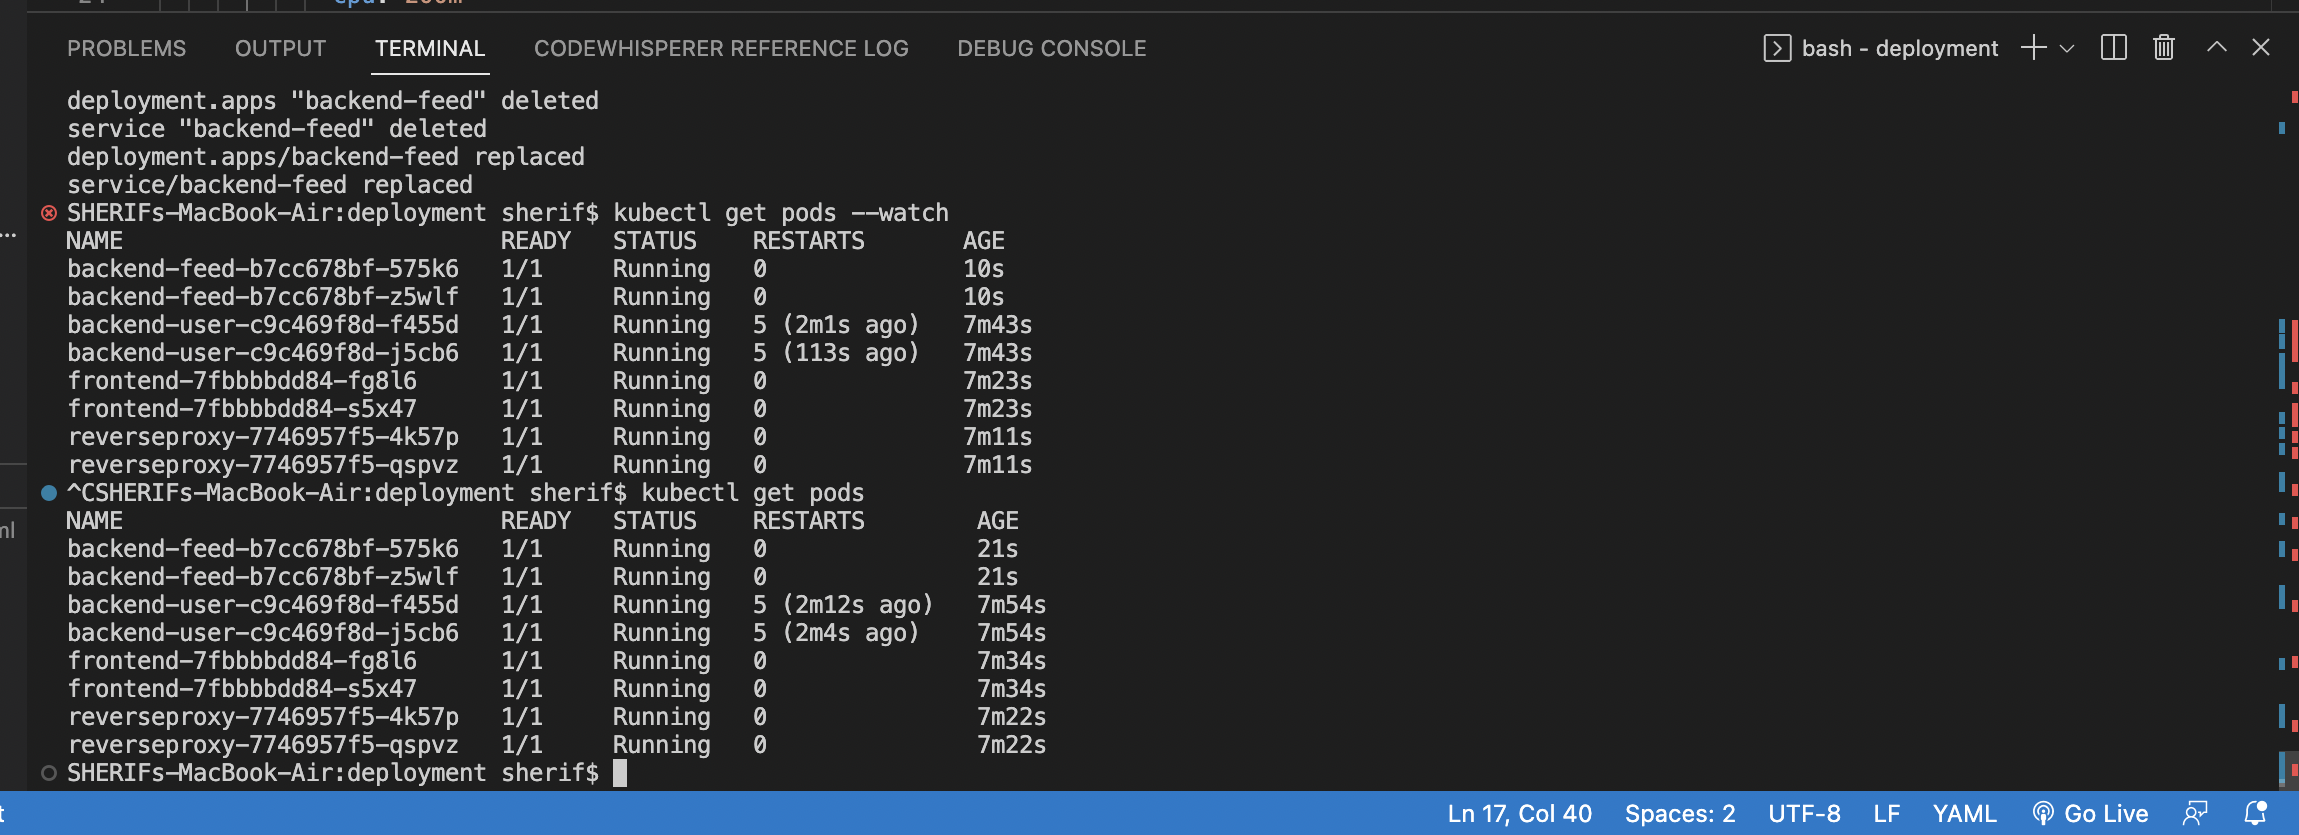 cpu: 200m
PROBLEMS OUTPUT TERMINAL CODEWHISPERER REFERENCE LOG DEBUG CONSOLE bash - deployment
deployment.apps "backend-feed" deleted
service "backend-feed" deleted
deployment.apps/backend-feed replaced
service/backend-feed replaced
SHERIFs-MacBook-Air:deployment sherif$ kubectl get pods --watch
NAME READY STATUS RESTARTS AGE
backend-feed-b7cc678bf-575k6 1/1 Running 0 10s
backend-feed-b7cc678bf-z5wlf 1/1 Running 0 10s
backend-user-c9c469f8d-f455d 1/1 Running 5 (2m1s ago) 7m43s
backend-user-c9c469f8d-j5cb6 1/1 Running 5 (113s ago) 7m43s
frontend-7fbbbbdd84-fg8l6 1/1 Running 0 7m23s
frontend-7fbbbbdd84-s5x47 1/1 Running 0 7m23s
reverseproxy-7746957f5-4k57p 1/1 Running 0 7m11s
reverseproxy-7746957f5-qspvz 1/1 Running 0 7m11s
^CSHERIFs-MacBook-Air:deployment sherif$ kubectl get pods
NAME READY STATUS RESTARTS AGE
backend-feed-b7cc678bf-575k6 1/1 Running 0 21s
backend-feed-b7cc678bf-z5wlf 1/1 Running 0 21s
backend-user-c9c469f8d-f455d 1/1 Running 5 (2m12s ago) 7m54s
backend-user-c9c469f8d-j5cb6 1/1 Running 5 (2m4s ago) 7m54s
frontend-7fbbbbdd84-fg8l6 1/1 Running 0 7m34s
frontend-7fbbbbdd84-s5x47 1/1 Running 0 7m34s
reverseproxy-7746957f5-4k57p 1/1 Running 0 7m22s
reverseproxy-7746957f5-qspvz 1/1 Running 0 7m22s
SHERIFs-MacBook-Air:deployment sherif$
Ln 17, Col 40 Spaces: 2 UTF-8 LF YAML Go Live